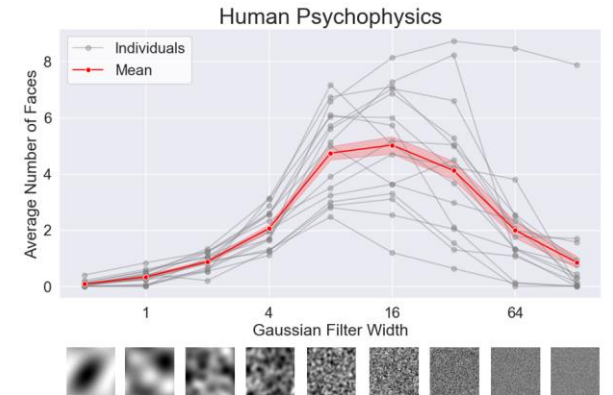 Human Psychophysics
Individuals
Mean
Average Number of Faces
8
6
4
2
0
1
4
16
64
Gaussian Filter Width